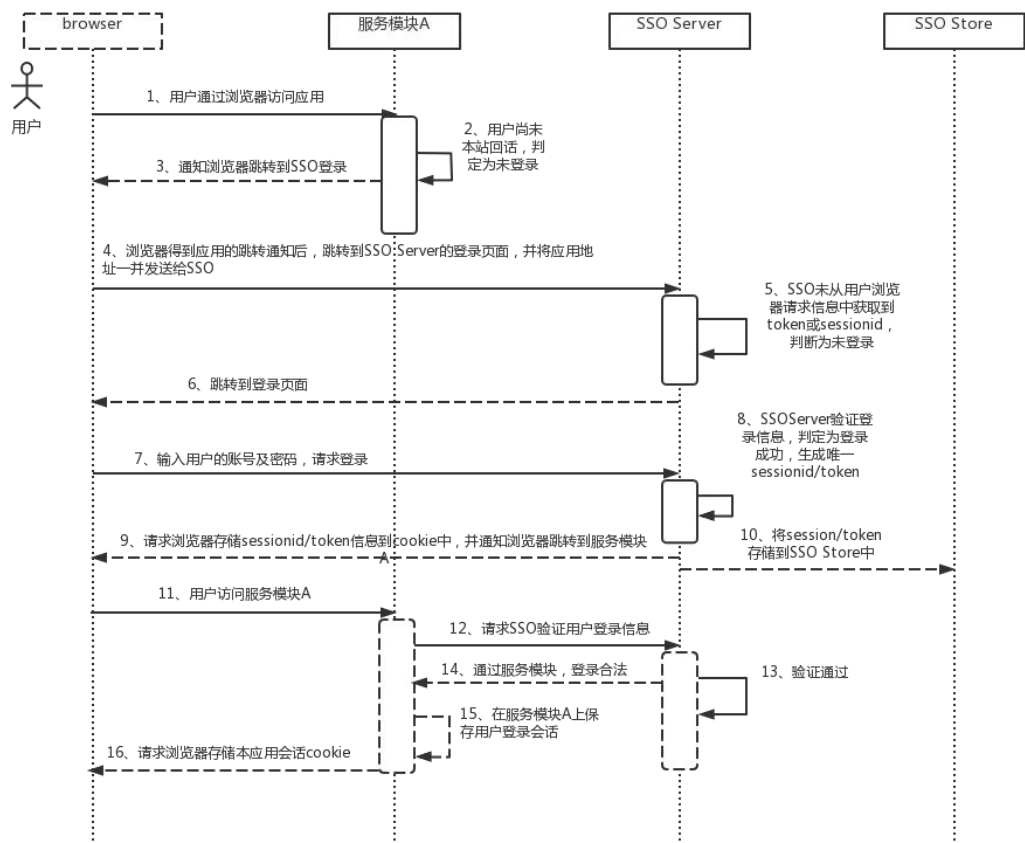 browser
服务模块A
SSO Server
SSO Store
用户
1、用户通过浏览器访问应用
2、用户尚未
本站回话，判
定为未登录
3、通知浏览器跳转到SSO登录
4、浏览器得到应用的跳转通知后，跳转到SSO Server的登录页面，并将应用地
址一并发送给SSO
5、SSO未从用户浏览
器请求信息中获取到
token或sessionid，
判断为未登录
6、跳转到登录页面
7、输入用户的账号及密码，请求登录
8、SSOServer验证登
录信息，判定为登录
成功，生成唯一
sessionid/token
9、请求浏览器存储sessionid/token信息到cookie中，并通知浏览器跳转到服务模块
A
10、将session/token
存储到SSO Store中
11、用户访问服务模块A
12、请求SSO验证用户登录信息
13、验证通过
14、通过服务模块，登录合法
15、在服务模块A上保
存用户登录会话
16、请求浏览器存储本应用会话cookie